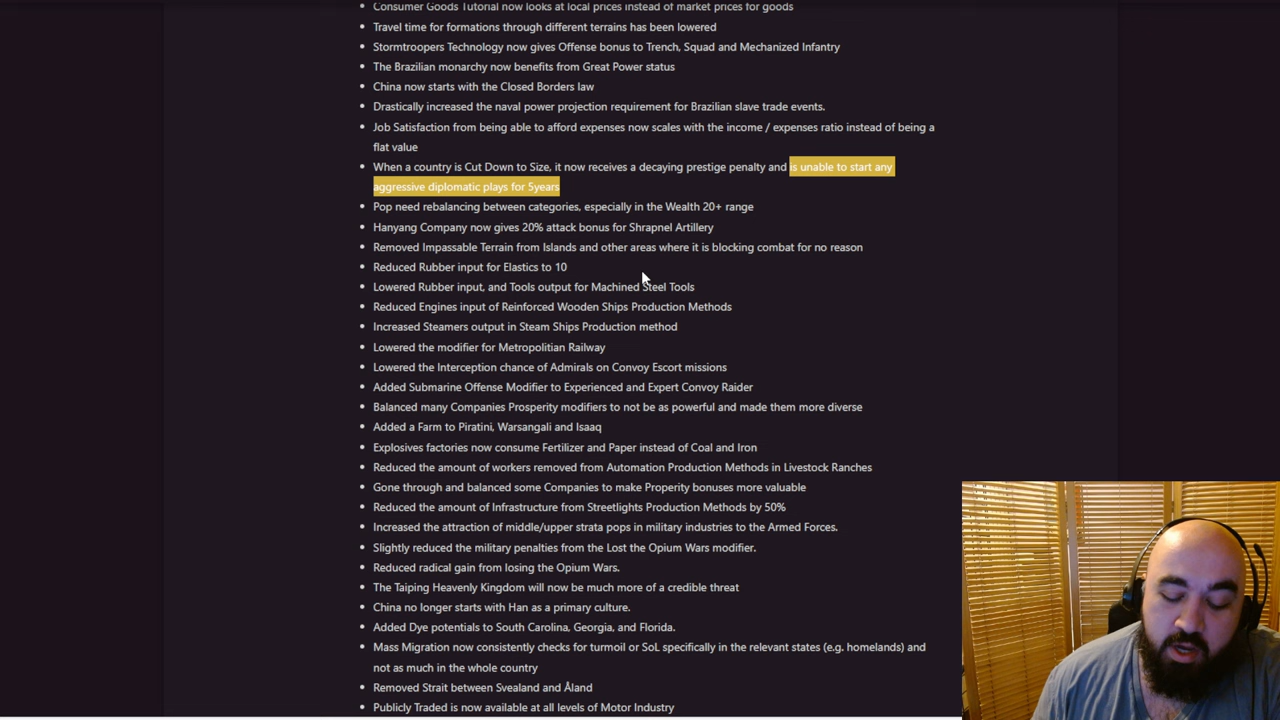 Consumer Goods Tutorial now looks at local prices instead of market prices for goods
Travel time for formations through different terrains has been lowered
Stormtroopers Technology now gives Offense bonus to Trench, Squad and Mechanized Infantry
The Brazilian monarchy now benefits from Great Power status
China now starts with the Closed Borders law
Drastically increased the naval power projection requirement for Brazilian slave trade events.
Job Satisfaction from being able to afford expenses now scales with the income / expenses ratio instead of being a
flat value
When a country is Cut Down to Size, it now receives a decaying prestige penalty and is unable to start any
aggressive diplomatic plays for 5years
Pop need rebalancing between categories, especially in the Wealth 20+ range
Hanyang Company now gives 20% attack bonus for Shrapnel Artillery
Removed Impassable Terrain from Islands and other areas where it is blocking combat for no reason
Reduced Rubber input for Elastics to 10
Lowered Rubber input, and Tools output for Machined Steel Tools
Reduced Engines input of Reinforced Wooden Ships Production Methods
Increased Steamers output in Steam Ships Production method
Lowered the modifier for Metropolitian Railway
Lowered the Interception chance of Admirals on Convoy Escort missions
Added Submarine Offense Modifier to Experienced and Expert Convoy Raider
Balanced many Companies Prosperity modifiers to not be as powerful and made them more diverse
Added a Farm to Piratini, Warsangali and Isaaq
Explosives factories now consume Fertilizer and Paper instead of Coal and Iron
Reduced the amount of workers removed from Automation Production Methods in Livestock Ranches
Gone through and balanced some Companies to make Properity bonuses more valuable
Reduced the amount of Infrastructure from Streetlights Production Methods by 50%
Increased the attraction of middle/upper strata pops in military industries to the Armed Forces.
Slightly reduced the military penalties from the Lost the Opium Wars modifier.
Reduced radical gain from losing the Opium Wars.
The Taiping Heavenly Kingdom will now be much more of a credible threat
China no longer starts with Han as a primary culture.
Added Dye potentials to South Carolina, Georgia, and Florida.
Mass Migration now consistently checks for turmoil or SoL specifically in the relevant states (e.g. homelands) and
not as much in the whole country
Removed Strait between Svealand and Åland
Publicly Traded is now available at all levels of Motor Industry